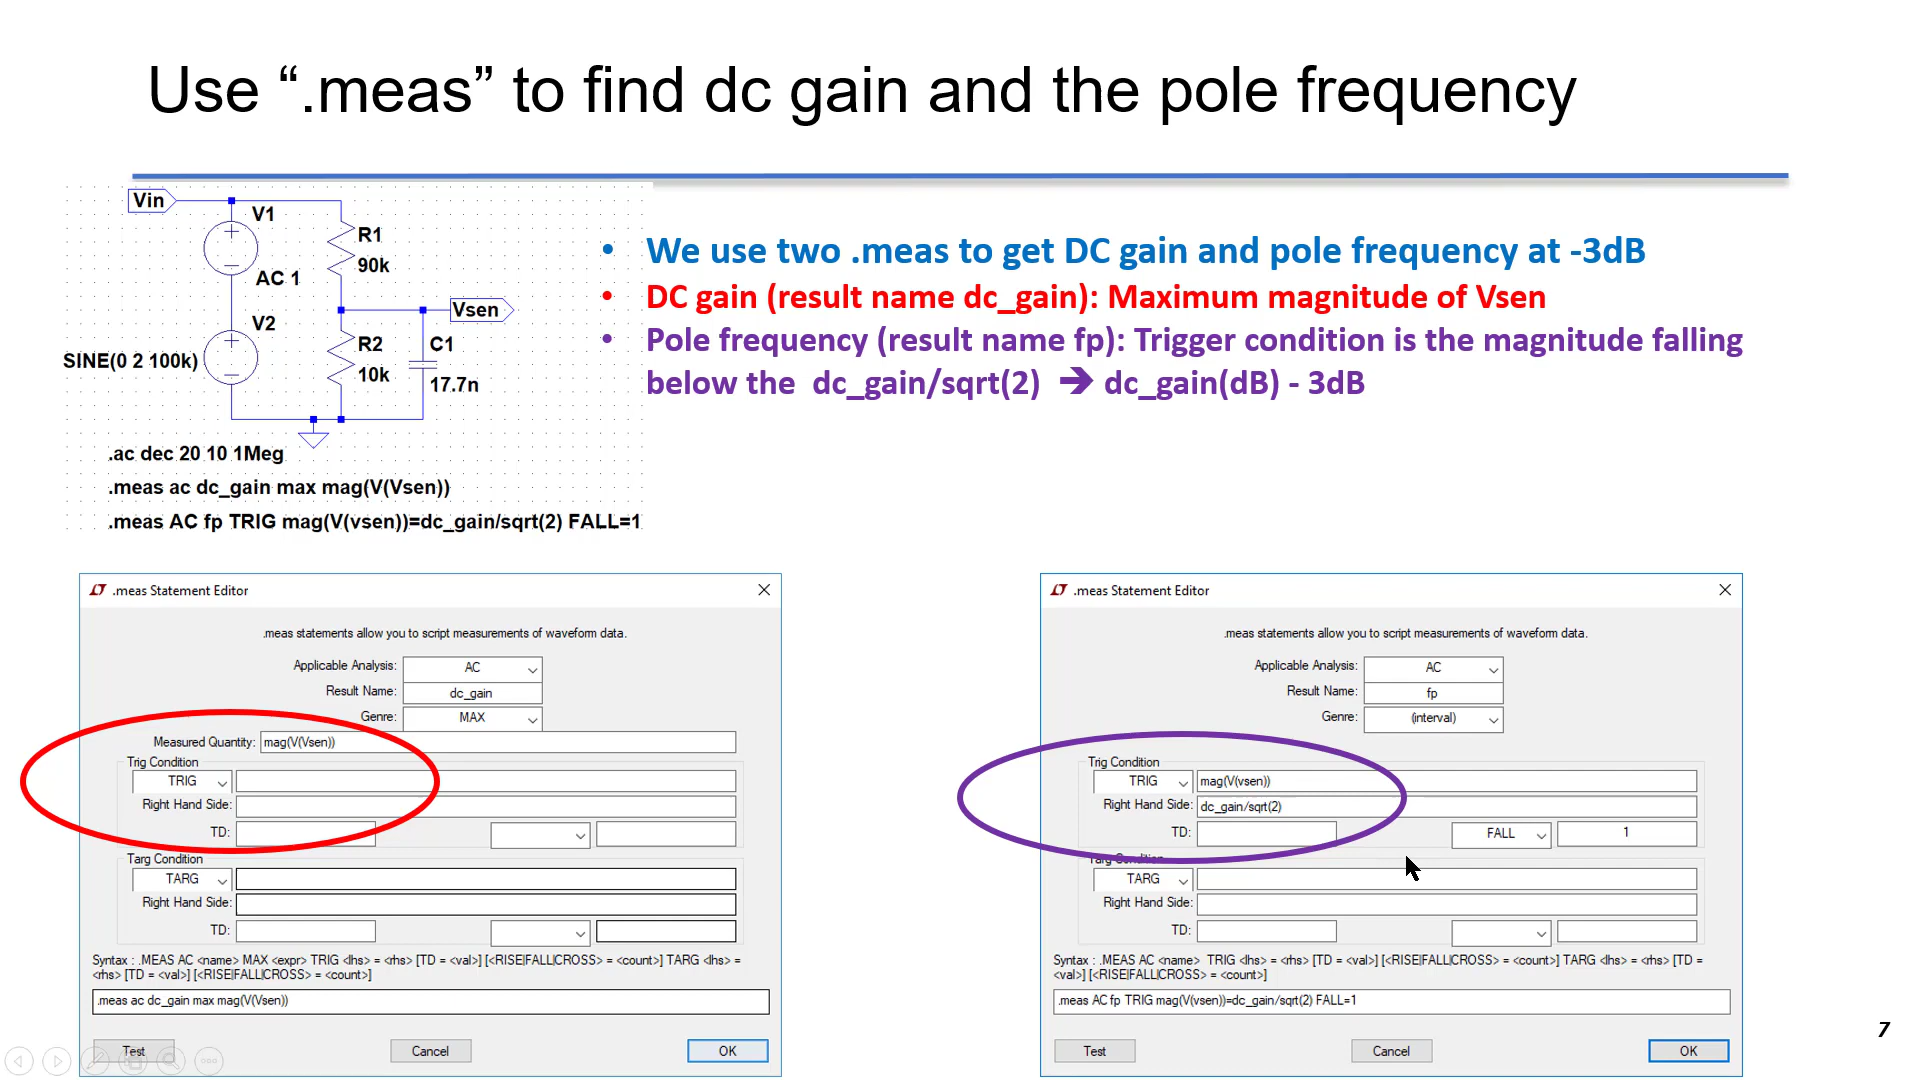 Use “.meas” to find dc gain and the pole frequency
Vin
V1
R1
90k
AC 1
Vsen
V2
R2
C1
SINE(0 2 100k)
10k
17.7n
.ac dec 20 10 1Meg
.meas ac dc_gain max mag(V(Vsen))
.meas AC fp TRIG mag(V(vsen))=dc_gain/sqrt(2) FALL=1
• We use two .meas to get DC gain and pole frequency at -3dB
• DC gain (result name dc_gain): Maximum magnitude of Vsen
• Pole frequency (result name fp): Trigger condition is the magnitude falling
below the dc_gain/sqrt(2) ➔ dc_gain(dB) - 3dB
.meas Statement Editor
.meas statements allow you to script measurements of waveform data.
Applicable Analysis: AC
Result Name: dc_gain
Genre: MAX
Measured Quantity: mag(V(Vsen))
Trig Condition
TRIG
Right Hand Side:
TD:
Targ Condition
TARG
Right Hand Side:
TD:
Syntax : .MEAS AC <name> MAX <expr> TRIG <lhs> = <rhs> [TD = <val>] [<RISE|FALL|CROSS> = <count>] TARG <lhs> =
<rhs> [TD = <val>] [<RISE|FALL|CROSS> = <count>]
.meas ac dc_gain max mag(V(Vsen))
Test
Cancel
OK
.meas Statement Editor
.meas statements allow you to script measurements of waveform data.
Applicable Analysis: AC
Result Name: fp
Genre: (interval)
Trig Condition
TRIG mag(V(vsen))
Right Hand Side: dc_gain/sqrt(2)
TD: FALL 1
Targ Condition
TARG
Right Hand Side:
TD:
Syntax : .MEAS AC <name> TRIG <lhs> = <rhs> [TD = <val>] [<RISE|FALL|CROSS> = <count>] TARG <lhs> = <rhs> [TD =
<val>] [<RISE|FALL|CROSS> = <count>]
.meas AC fp TRIG mag(V(vsen))=dc_gain/sqrt(2) FALL=1
Test
Cancel
OK
7